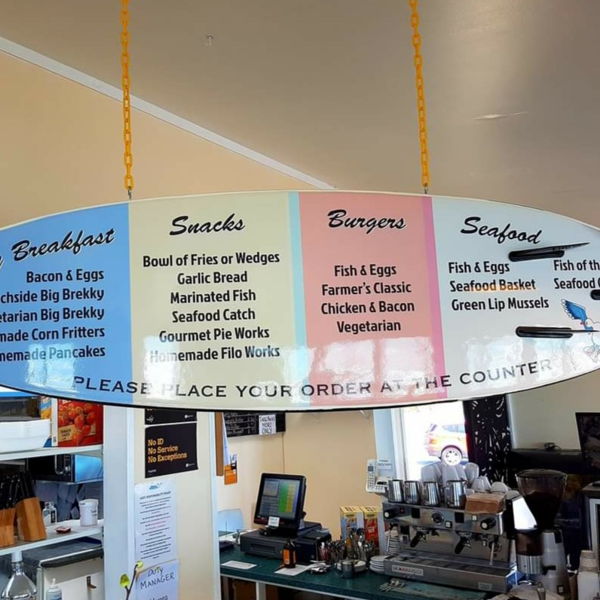 Breakfast
Bacon & Eggs
chside Big Brekky
etarian Big Brekky
made Corn Fritters
memade Pancakes
Snacks
Bowl of Fries or Wedges
Garlic Bread
Marinated Fish
Seafood Catch
Gourmet Pie Works
Homemade Filo Works
Burgers
Fish & Eggs
Farmer's Classic
Chicken & Bacon
Vegetarian
Seafood
Fish & Eggs
Seafood Basket
Green Lip Mussels
Fish of th
Seafood
PLEASE PLACE YOUR ORDER AT THE COUNTER
No ID
No Service
No Exceptions
DUTY
MANAGER